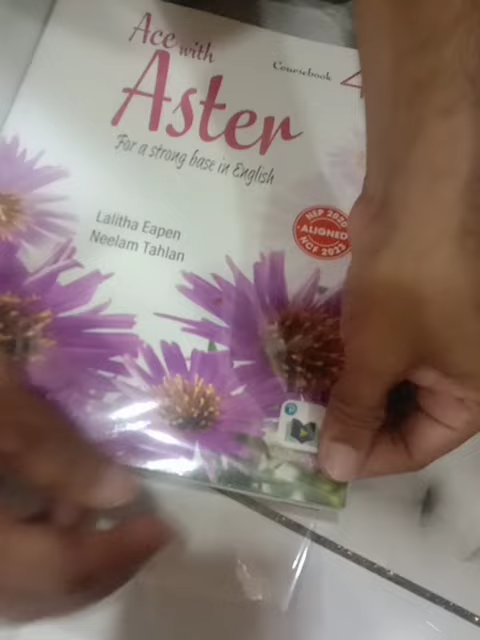 Ace with
Aster
Coursebook 4
For a strong base in English
Lalitha Eapen
Neelam Tahlan
NEP 2020
ALIGNED
NCF 2023